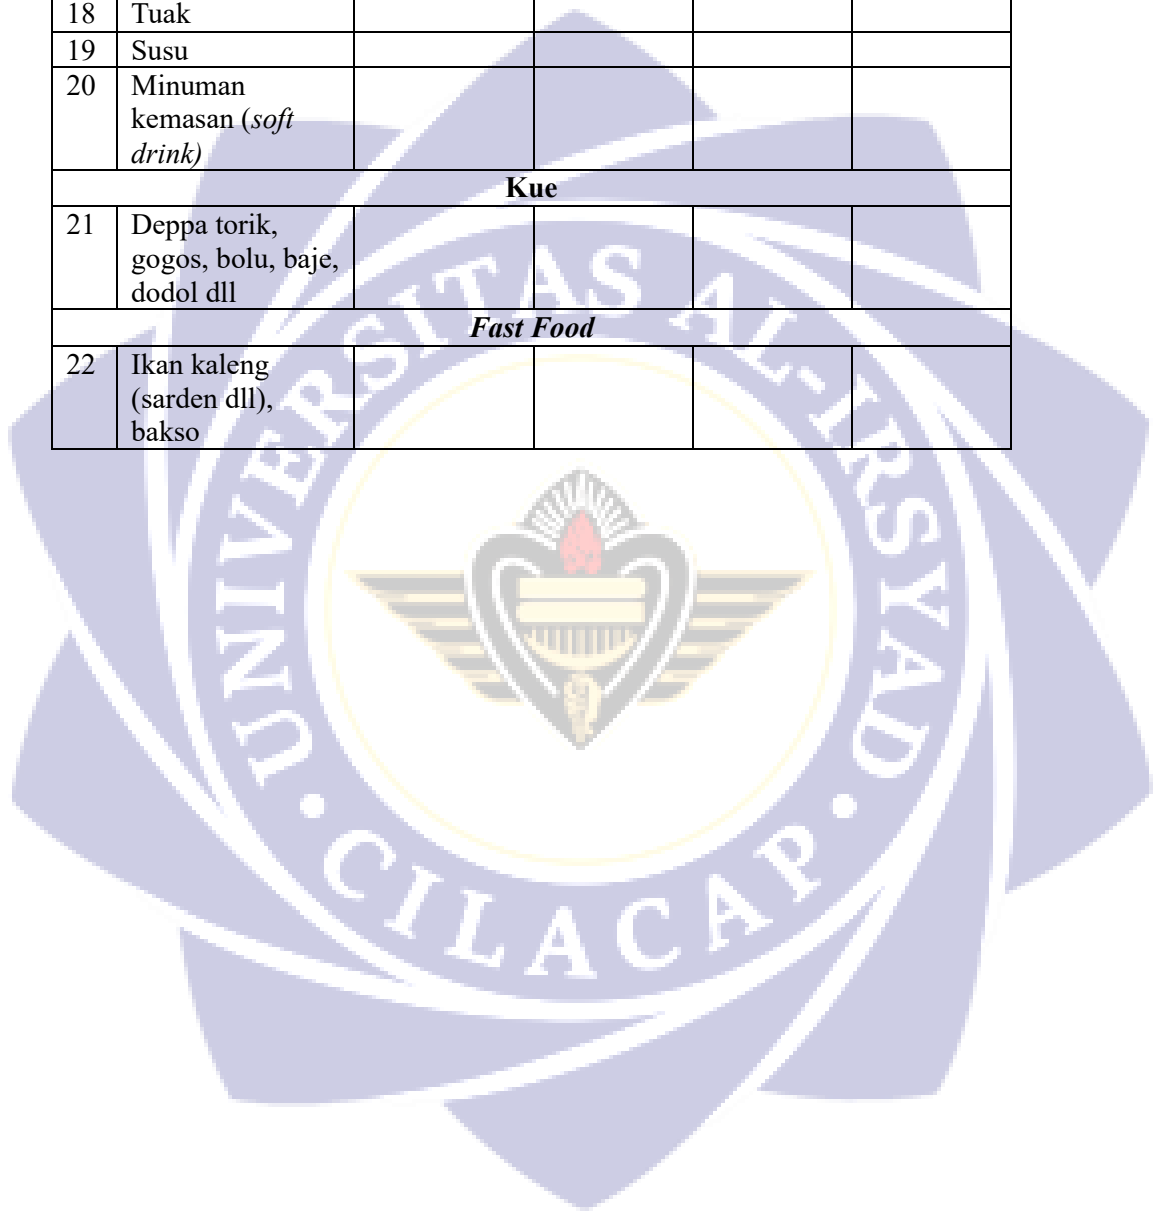 18 Tuak
19 Susu
20 Minuman
kemasan (soft
drink)
Kue
21 Deppa torik,
gogos, bolu, baje,
dodol dll
Fast Food
22 Ikan kaleng
(sarden dll),
bakso
UNIVERSITAS AL-IRSYAD
CILACAP